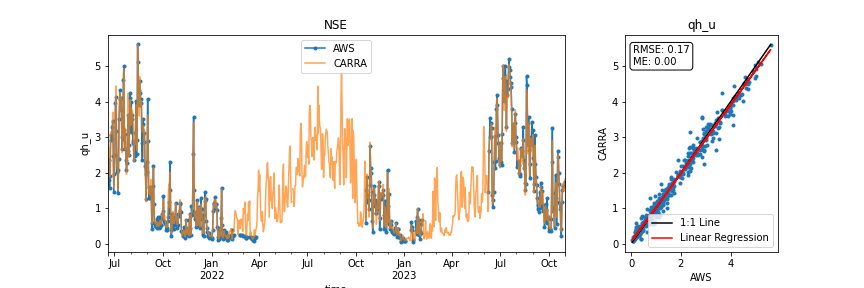 NSE
qh_u
AWS
CARRA
qh_u
5
4
3
2
1
0
Jul
Oct
Jan
2022
Apr
Jul
Oct
Jan
2023
Apr
Jul
Oct
time
qh_u
RMSE: 0.17
ME: 0.00
CARRA
5
4
3
2
1
0
1:1 Line
Linear Regression
0
2
4
AWS